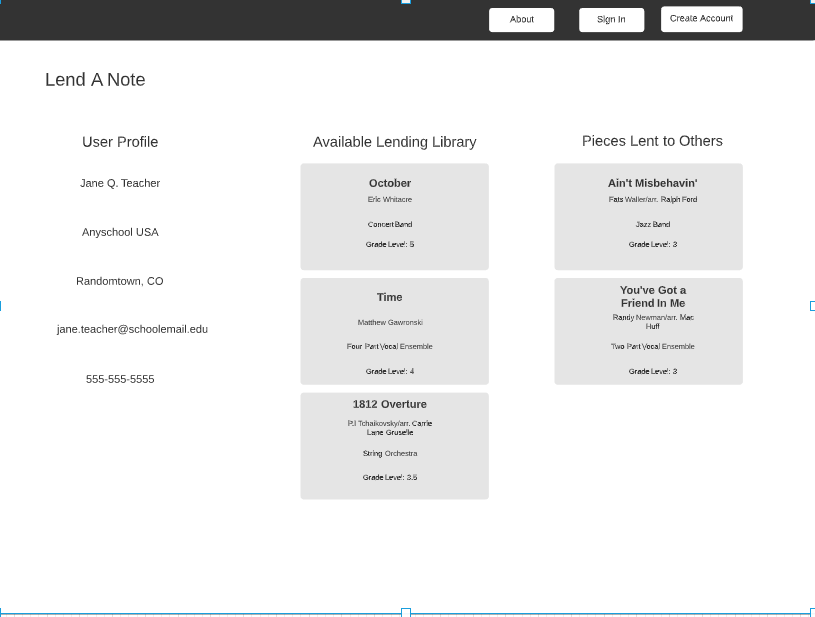 About
Sign In
Create Account
Lend A Note
User Profile
Jane Q. Teacher
Anyschool USA
Randomtown, CO
jane.teacher@schoolemail.edu
555-555-5555
Available Lending Library
October
Eric Whitacre
Concert Band
Grade Level: 5
Time
Matthew Gawronski
Four Part Vocal Ensemble
Grade Level: 4
1812 Overture
P.I Tchaikovsky/arr. Carrie
Lane Gruselle
String Orchestra
Grade Level: 3.5
Pieces Lent to Others
Ain't Misbehavin'
Fats Waller/arr. Ralph Ford
Jazz Band
Grade Level: 3
You've Got a
Friend In Me
Randy Newman/arr. Mac
Huff
Two Part Vocal Ensemble
Grade Level: 3